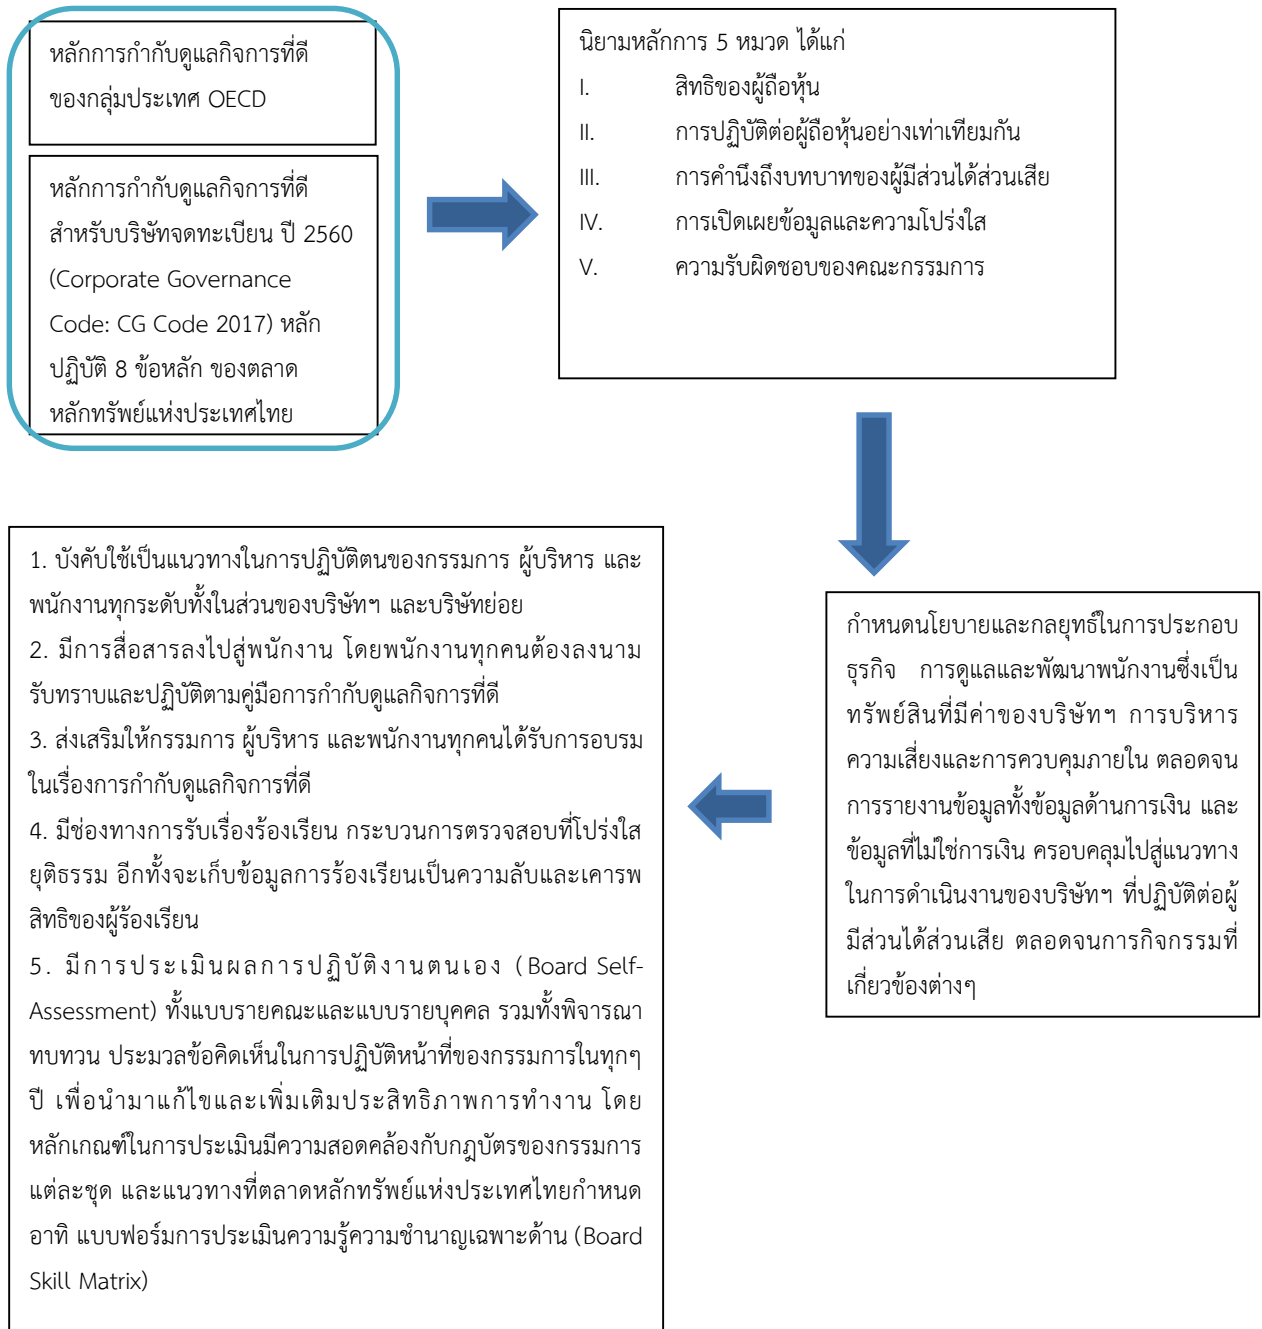 หลักการกำกับดูแลกิจการที่ดี
ของกลุ่มประเทศ OECD
หลักการกำกับดูแลกิจการที่ดี
สำหรับบริษัทจดทะเบียน ปี 2560
(Corporate Governance
Code: CG Code 2017) หลัก
ปฏิบัติ 8 ข้อหลัก ของตลาด
หลักทรัพย์แห่งประเทศไทย
นิยามหลักการ 5 หมวด ได้แก่
I. สิทธิของผู้ถือหุ้น
II. การปฏิบัติต่อผู้ถือหุ้นอย่างเท่าเทียมกัน
III. การคำนึงถึงบทบาทของผู้มีส่วนได้ส่วนเสีย
IV. การเปิดเผยข้อมูลและความโปร่งใส
V. ความรับผิดชอบของคณะกรรมการ
กำหนดนโยบายและกลยุทธ์ในการประกอบ
ธุรกิจ การดูแลและพัฒนาพนักงานซึ่งเป็น
ทรัพย์สินที่มีค่าของบริษัทฯ การบริหาร
ความเสี่ยงและการควบคุมภายใน ตลอดจน
การรายงานข้อมูลทั้งข้อมูลด้านการเงิน และ
ข้อมูลที่ไม่ใช่การเงิน ครอบคลุมไปสู่แนวทาง
ในการดำเนินงานของบริษัทฯ ที่ปฏิบัติต่อผู้
มีส่วนได้ส่วนเสีย ตลอดจนการกิจกรรมที่
เกี่ยวข้องต่างๆ
1. บังคับใช้เป็นแนวทางในการปฏิบัติตนของกรรมการ ผู้บริหาร และ
พนักงานทุกระดับทั้งในส่วนของบริษัทฯ และบริษัทย่อย
2. มีการสื่อสารลงไปสู่พนักงาน โดยพนักงานทุกคนต้องลงนาม
รับทราบและปฏิบัติตามคู่มือการกำกับดูแลกิจการที่ดี
3. ส่งเสริมให้กรรมการ ผู้บริหาร และพนักงานทุกคนได้รับการอบรม
ในเรื่องการกำกับดูแลกิจการที่ดี
4. มีช่องทางการรับเรื่องร้องเรียน กระบวนการตรวจสอบที่โปร่งใส
ยุติธรรม อีกทั้งจะเก็บข้อมูลการร้องเรียนเป็นความลับและเคารพ
สิทธิของผู้ร้องเรียน
5. มีการประเมินผลการปฏิบัติงานตนเอง (Board Self-
Assessment) ทั้งแบบรายคณะและแบบรายบุคคล รวมทั้งพิจารณา
ทบทวน ประมวลข้อคิดเห็นในการปฏิบัติหน้าที่ของกรรมการในทุกๆ
ปี เพื่อนำมาแก้ไขและเพิ่มเติมประสิทธิภาพการทำงาน โดย
หลักเกณฑ์ในการประเมินมีความสอดคล้องกับกฎบัตรของกรรมการ
แต่ละชุด และแนวทางที่ตลาดหลักทรัพย์แห่งประเทศไทยกำหนด
อาทิ แบบฟอร์มการประเมินความรู้ความชำนาญเฉพาะด้าน (Board
Skill Matrix)